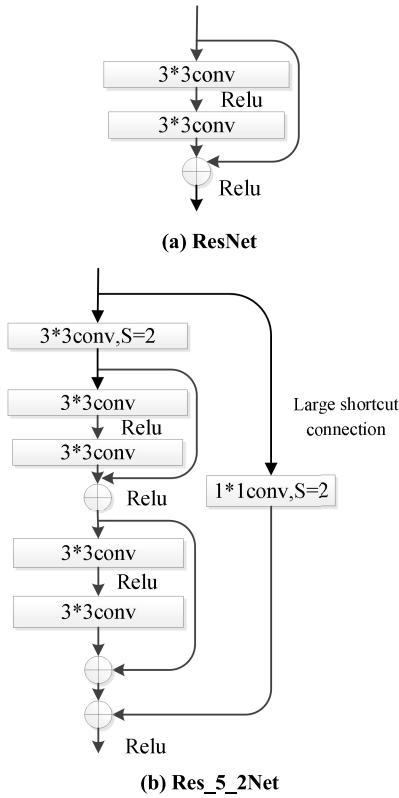 3*3conv
Relu
3*3conv
Relu
(a) ResNet
3*3conv,S=2
3*3conv
Relu
3*3conv
Relu
Large shortcut
connection
1*1conv,S=2
3*3conv
Relu
3*3conv
Relu
(b) Res_5_2Net